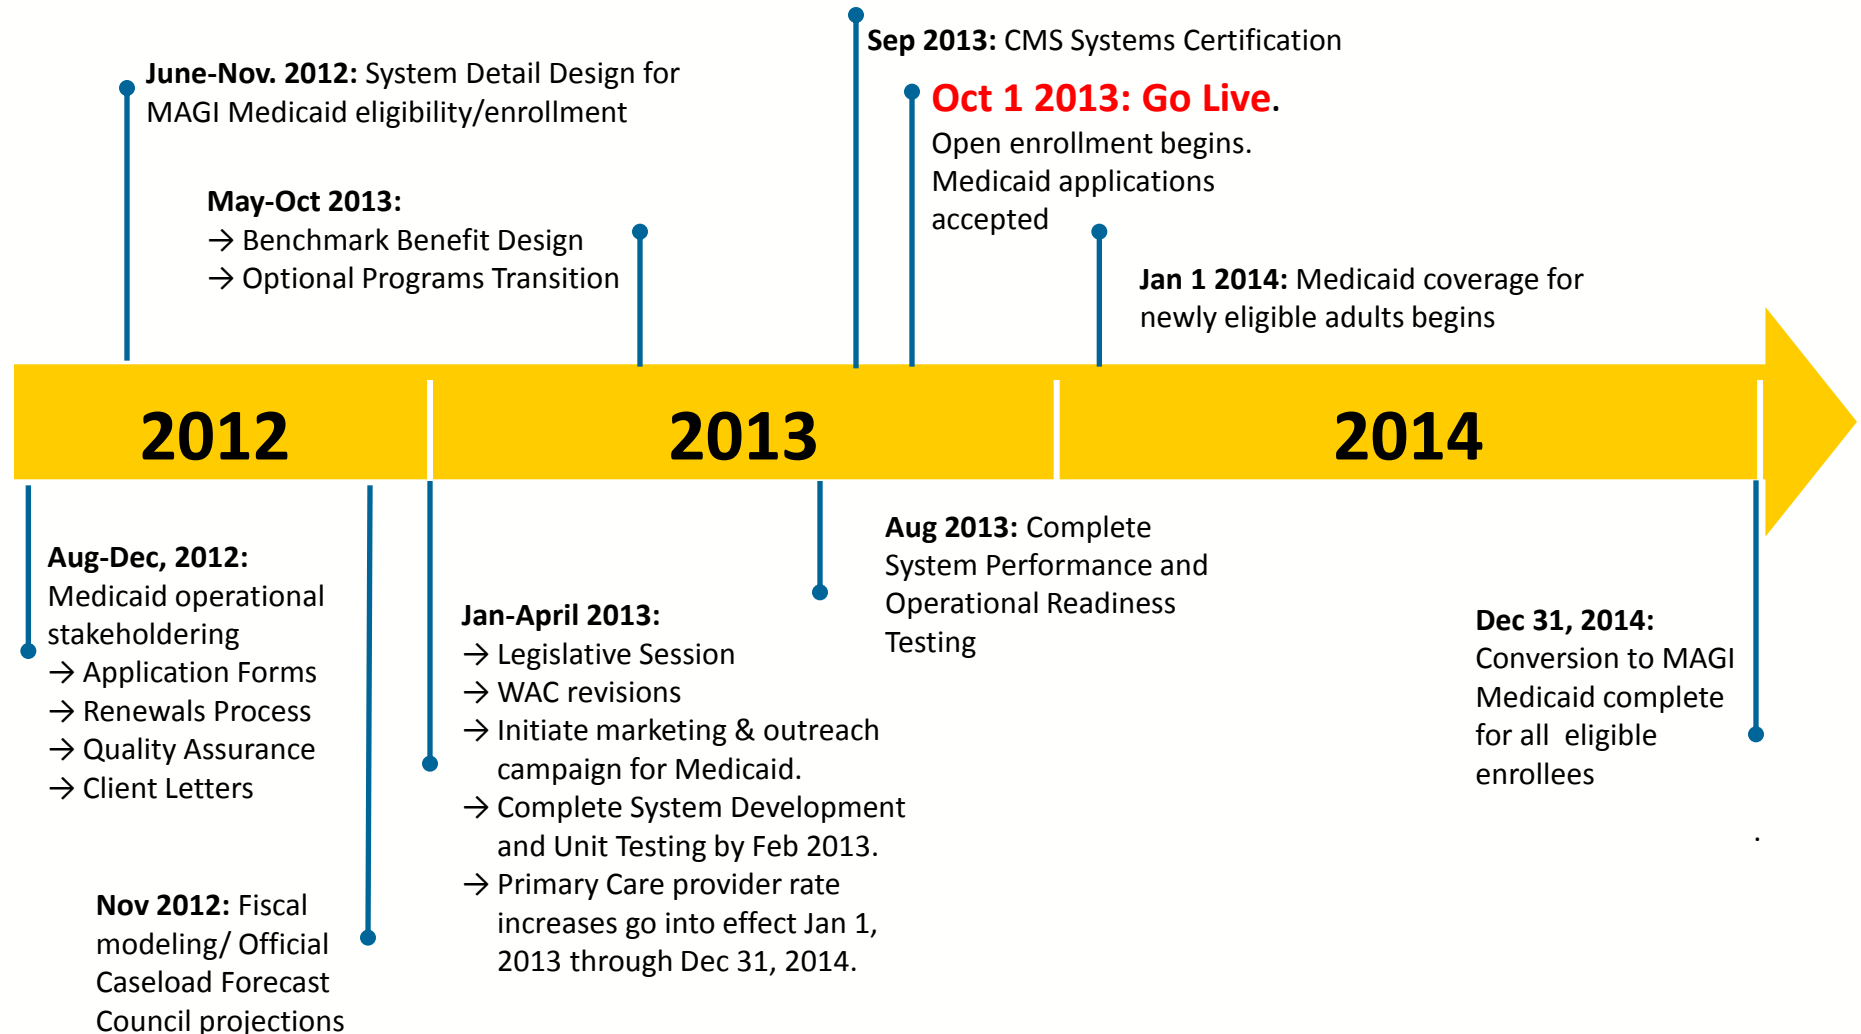 June-Nov. 2012: System Detail Design for
MAGI Medicaid eligibility/enrollment
May-Oct 2013:
→ Benchmark Benefit Design
→ Optional Programs Transition
Sep 2013: CMS Systems Certification
Oct 1 2013: Go Live.
Open enrollment begins.
Medicaid applications
accepted
Jan 1 2014: Medicaid coverage for
newly eligible adults begins
2012
2013
2014
Aug-Dec, 2012:
Medicaid operational
stakeholdering
→ Application Forms
→ Renewals Process
→ Quality Assurance
→ Client Letters
Nov 2012: Fiscal
modeling/ Official
Caseload Forecast
Council projections
Jan-April 2013:
→ Legislative Session
→ WAC revisions
→ Initiate marketing & outreach
campaign for Medicaid.
→ Complete System Development
and Unit Testing by Feb 2013.
→ Primary Care provider rate
increases go into effect Jan 1,
2013 through Dec 31, 2014.
Aug 2013: Complete
System Performance and
Operational Readiness
Testing
Dec 31, 2014:
Conversion to MAGI
Medicaid complete
for all  eligible
enrollees
.